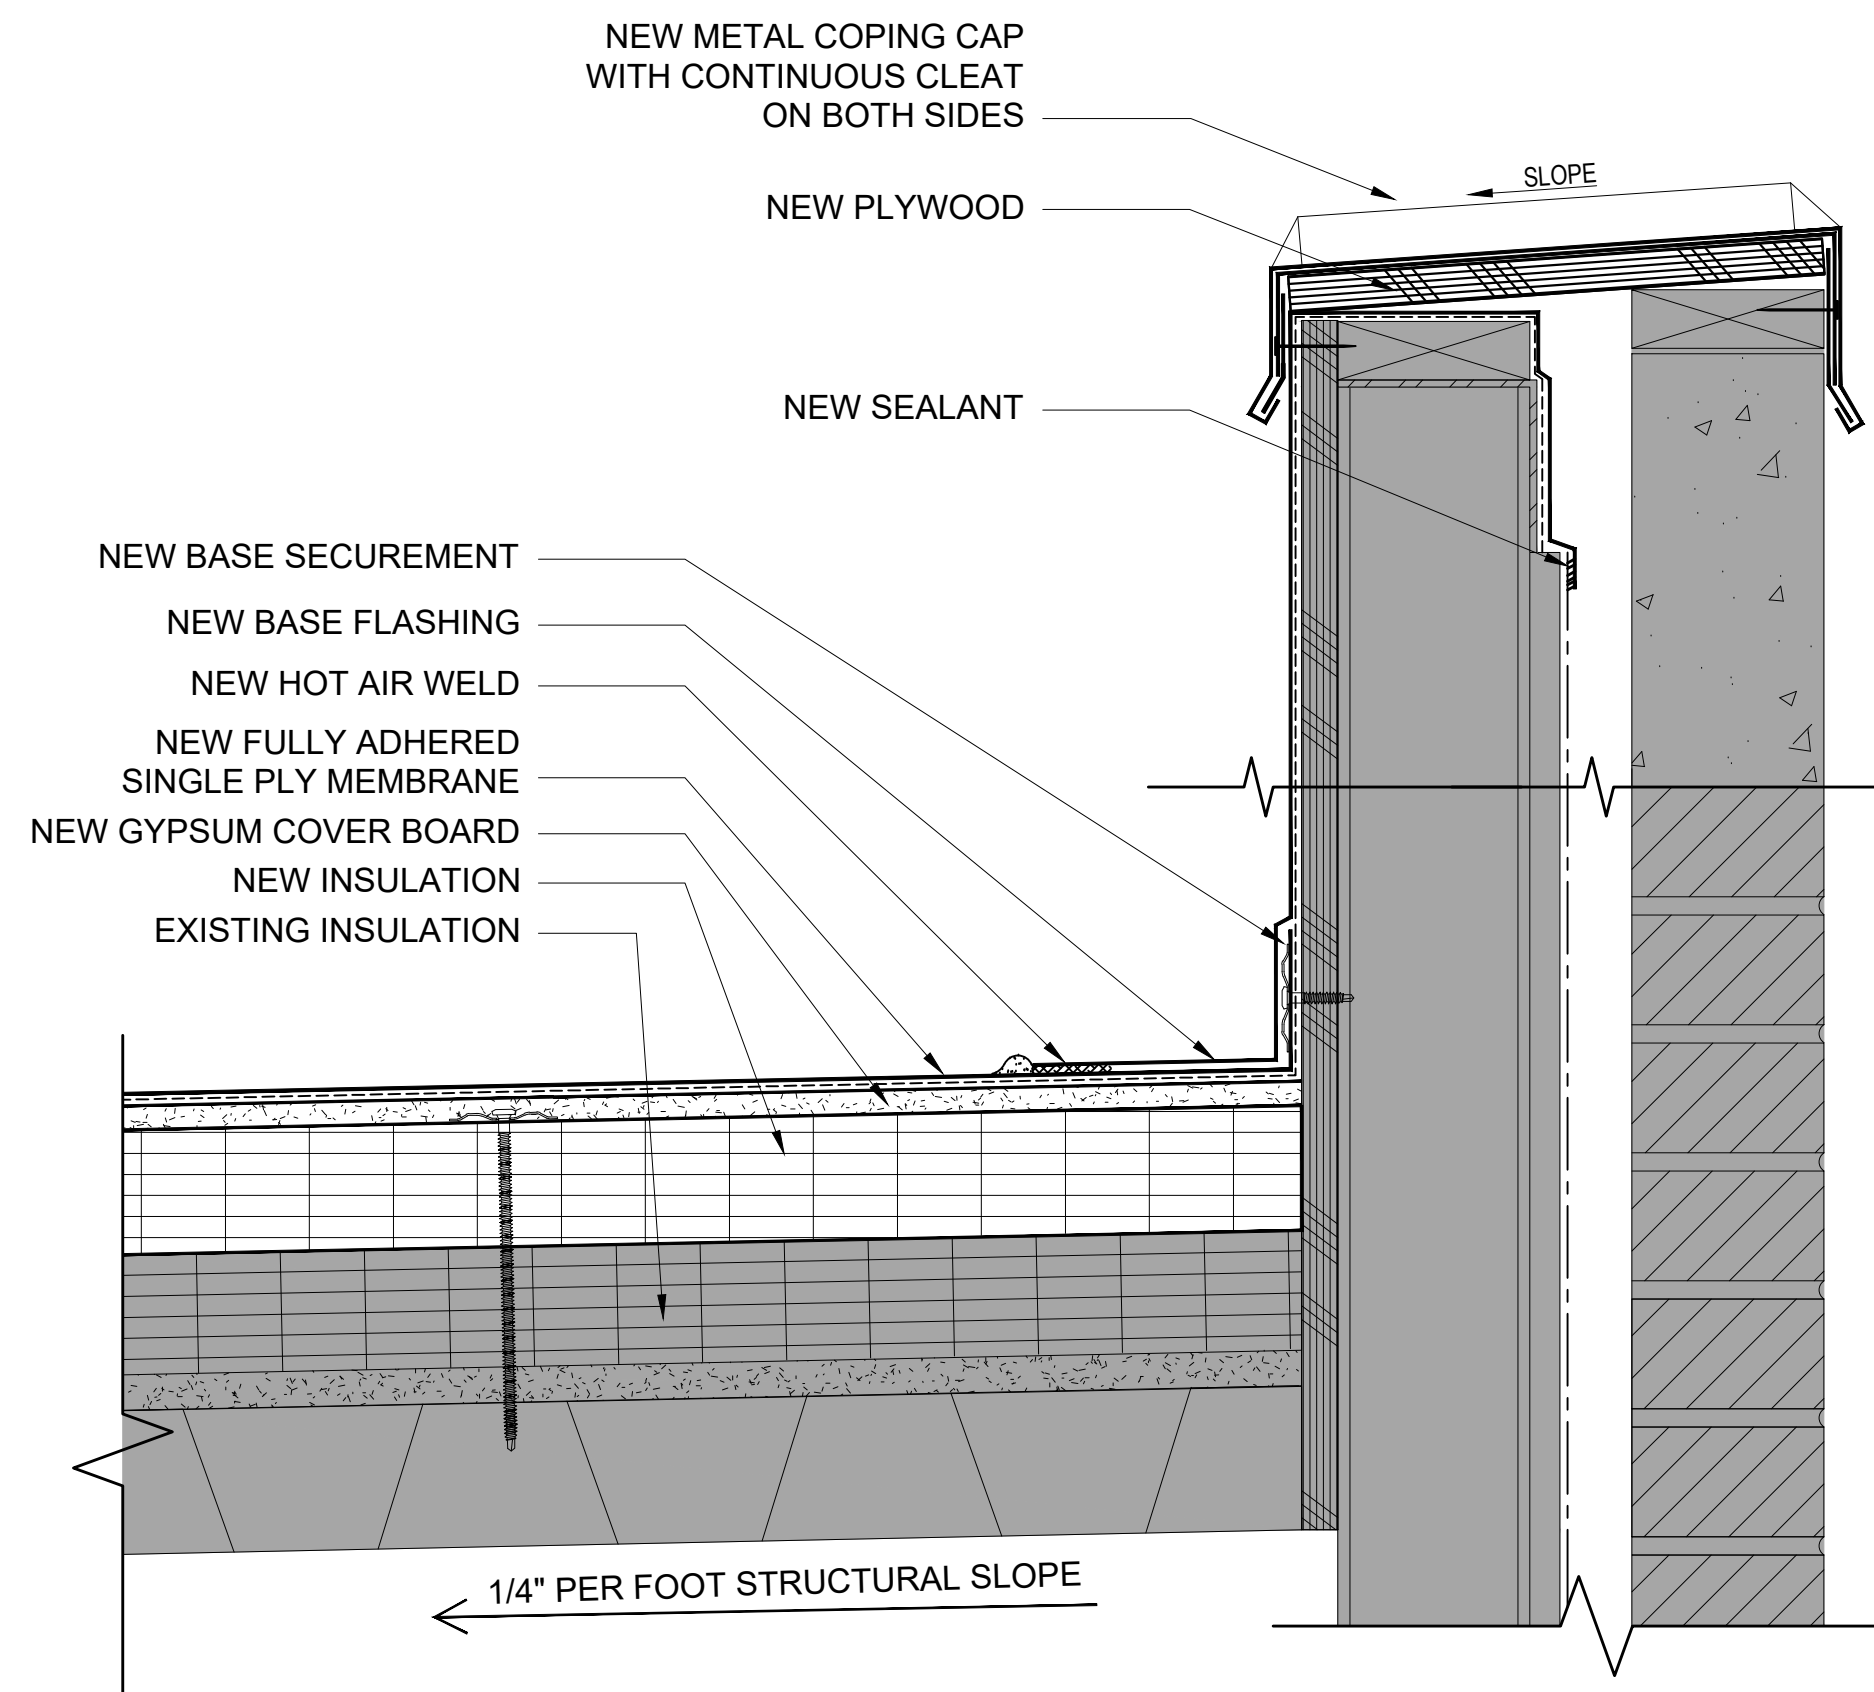 NEW METAL COPING CAP
WITH CONTINUOUS CLEAT
ON BOTH SIDES
SLOPE
NEW PLYWOOD
NEW SEALANT
NEW BASE SECUREMENT
NEW BASE FLASHING
NEW HOT AIR WELD
NEW FULLY ADHERED
SINGLE PLY MEMBRANE
NEW GYPSUM COVER BOARD
NEW INSULATION
EXISTING INSULATION
1/4" PER FOOT STRUCTURAL SLOPE